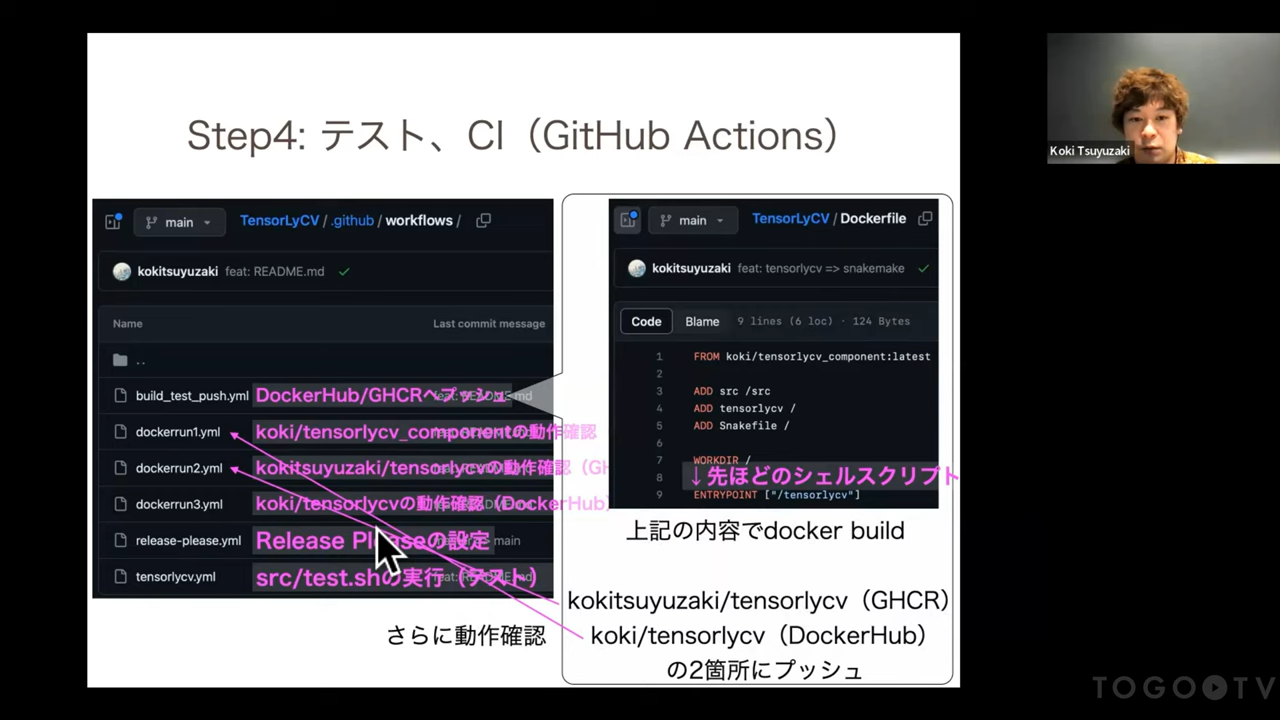 Step4: テスト、CI（GitHub Actions）
main
TensorLyCV / .github / workflows /
kokitsuyuzaki feat: README.md
Name Last commit message
..
build_test_push.yml DockerHub/GHCRへプッシュ
dockerrun1.yml koki/tensorlycv_componentの動作確認
dockerrun2.yml kokitsuyuzaki/tensorlycvの動作確認（GH
dockerrun3.yml koki/tensorlycvの動作確認（DockerHub）
release-please.yml Release Pleaseの設定 main
tensorlycv.yml src/test.shの実行（テスト）
さらに動作確認
main
TensorLyCV / Dockerfile
kokitsuyuzaki feat: tensorlycv => snakemake
Code Blame 9 lines (6 loc) · 124 Bytes
1 FROM koki/tensorlycv_component:latest
2
3 ADD src /src
4 ADD tensorlycv /
5 ADD Snakefile /
6
7 WORKDIR /
8 ↓先ほどのシェルスクリプト
9 ENTRYPOINT ["/tensorlycv"]
上記の内容でdocker build
kokitsuyuzaki/tensorlycv（GHCR）
koki/tensorlycv（DockerHub）
の2箇所にプッシュ
Koki Tsuyuzaki
TOGO TV